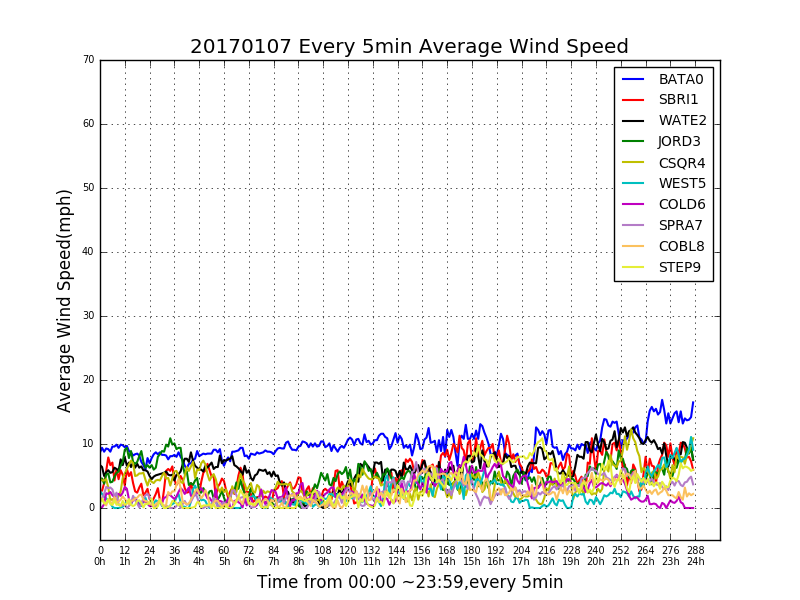 20170107 Every 5min Average Wind Speed
70
60
50
40
30
20
10
0
Average Wind Speed(mph)
BATA0
SBRI1
WATE2
JORD3
CSQR4
WEST5
COLD6
SPRA7
COBL8
STEP9
0 12 24 36 48 60 72 84 96 108 120 132 144 156 168 180 192 204 216 228 240 252 264 276 288
0h 1h 2h 3h 4h 5h 6h 7h 8h 9h 10h 11h 12h 13h 14h 15h 16h 17h 18h 19h 20h 21h 22h 23h 24h
Time from 00:00 ~23:59,every 5min